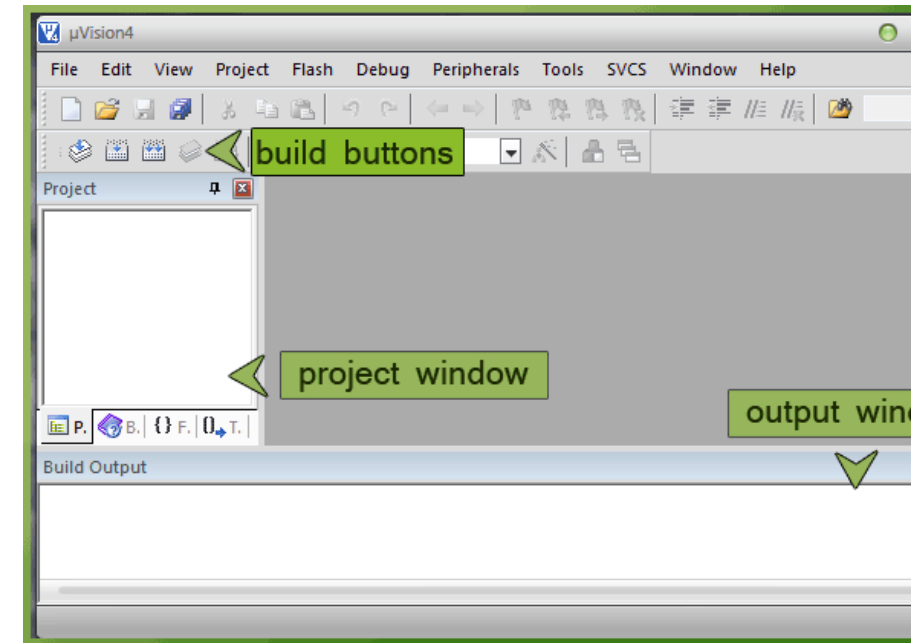 µVision4
File Edit View Project Flash Debug Peripherals Tools SVCS Window Help
build buttons
Project
project window
P. B. {} F. T.
output
Build Output